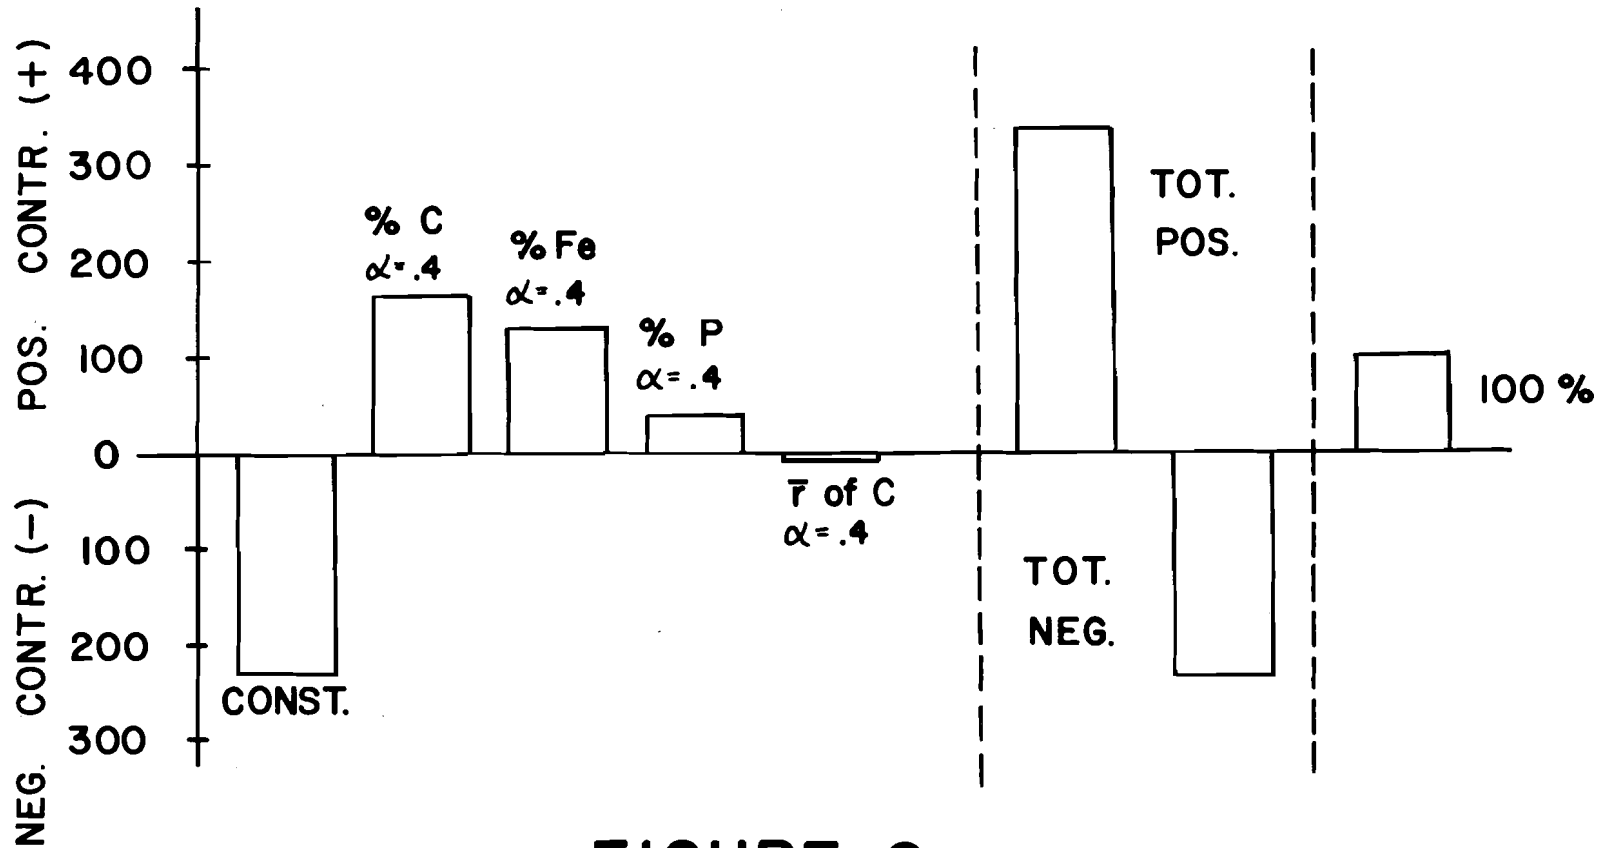 POS. CONTR. (+)
NEG. CONTR. (—)
400
300
200
100
0
100
200
300
% C
α=.4
% Fe
α=.4
% P
α=.4
r̅ of C
α=.4
CONST.
TOT.
POS.
TOT.
NEG.
100 %